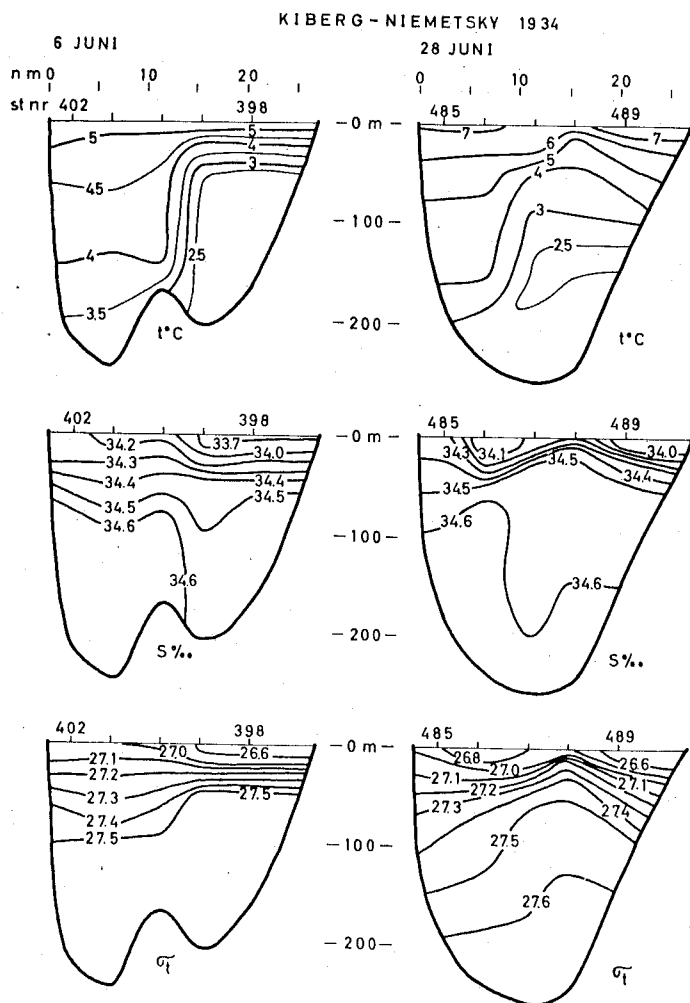 KIBERG-NIEMETSKY 1934
6 JUNI
28 JUNI
nm 0 10 20
0 10 20
st nr 402 398
485 489
5 5
4
3
45
4
25
3.5
t°C
-0 m
-100-
-200-
7 6 7
5
4
3
25
t°C
402 398
34.2 33.7
34.3 34.0
34.4 34.4
34.5 34.5
34.6
34.6
S‰
-0 m
-100-
-200-
485 489
343 34.1 34.5 34.0
34.4
345
34.6
34.6
S‰
402 398
27.0 26.6
27.1
27.2
27.3 27.5
27.4
27.5
σt
-0 m
-100-
-200-
485 489
26.8 26.6
27.1 27.0 27.1
27.2
27.3 27.4
27.5
27.6
σt